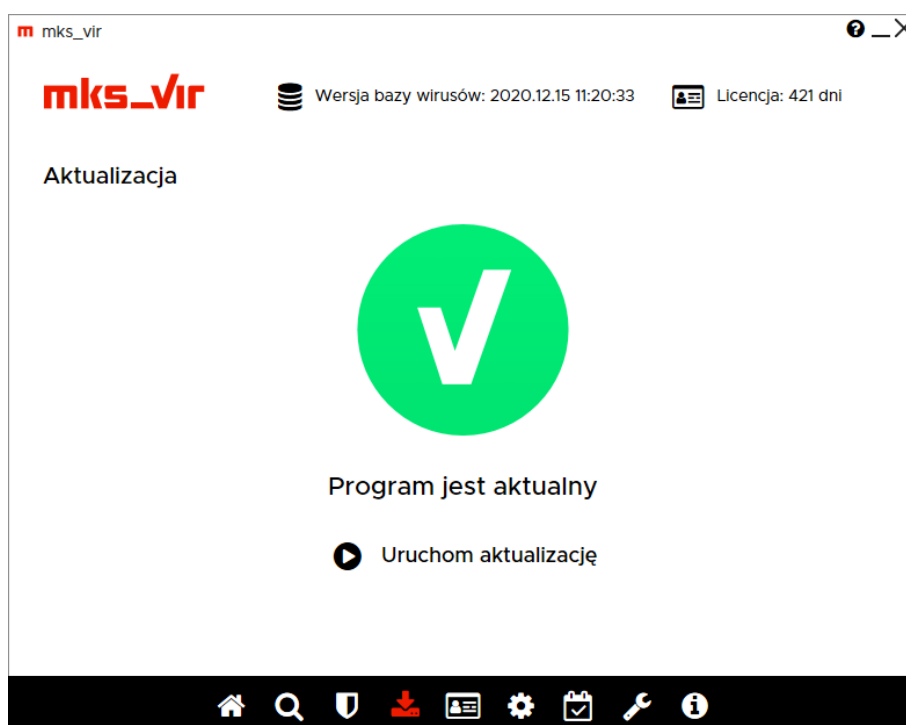 mks_vir
mks_vir
Wersja bazy wirusów: 2020.12.15 11:20:33
Licencja: 421 dni
Aktualizacja
Program jest aktualny
Uruchom aktualizację